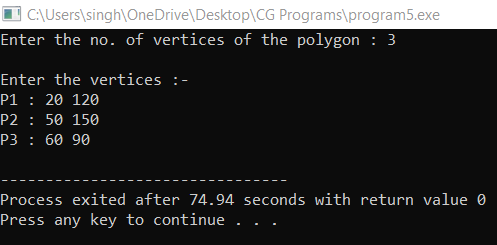 C:\Users\singh\OneDrive\Desktop\CG Programs\program5.exe
Enter the no. of vertices of the polygon : 3
Enter the vertices :-
P1 : 20 120
P2 : 50 150
P3 : 60 90
--------------------------------
Process exited after 74.94 seconds with return value 0
Press any key to continue . . .